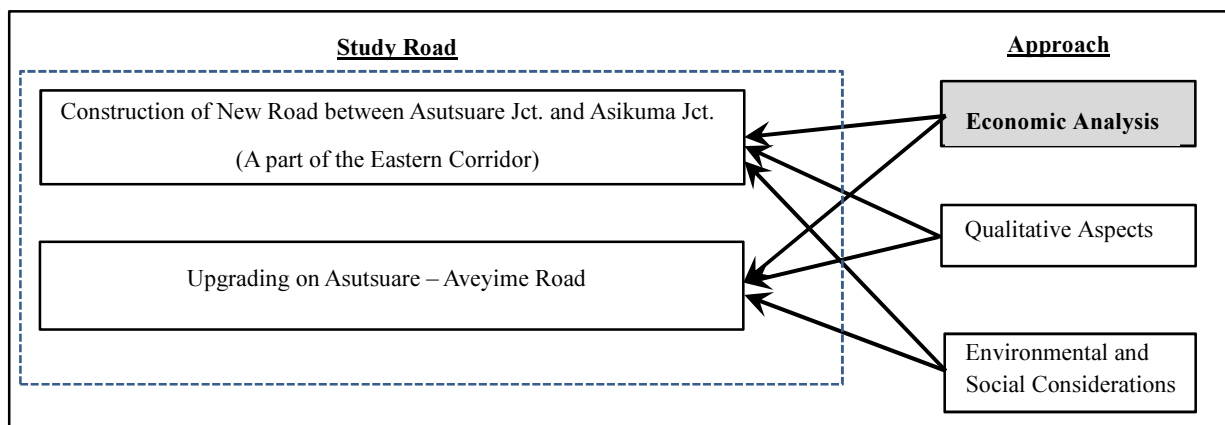 Study Road
Construction of New Road between Asutsuare Jct. and Asikuma Jct.
(A part of the Eastern Corridor)
Upgrading on Asutsuare – Aveyime Road
Approach
Economic Analysis
Qualitative Aspects
Environmental and
Social Considerations